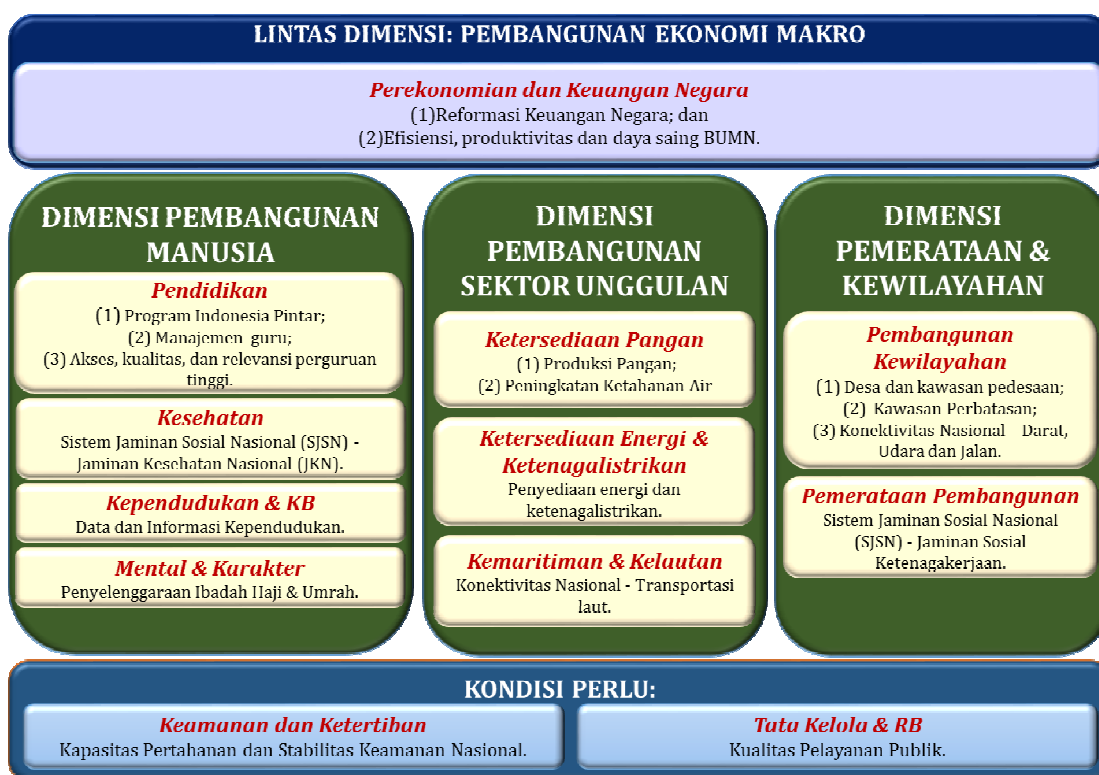 LINTAS DIMENSI: PEMBANGUNAN EKONOMI MAKRO
Perekonomian dan Keuangan Negara
(1)Reformasi Keuangan Negara; dan
(2)Efisiensi, produktivitas dan daya saing BUMN.
DIMENSI PEMBANGUNAN
MANUSIA
Pendidikan
(1) Program Indonesia Pintar;
(2) Manajemen guru;
(3) Akses, kualitas, dan relevansi perguruan
tinggi.
Kesehatan
Sistem Jaminan Sosial Nasional (SJSN) -
Jaminan Kesehatan Nasional (JKN).
Kependudukan & KB
Data dan Informasi Kependudukan.
Mental & Karakter
Penyelenggaraan Ibadah Haji & Umrah.
DIMENSI
PEMBANGUNAN
SEKTOR UNGGULAN
Ketersediaan Pangan
(1) Produksi Pangan;
(2) Peningkatan Ketahanan Air
Ketersediaan Energi &
Ketenagalistrikan
Penyediaan energi dan
ketenagalistrikan.
Kemaritiman & Kelautan
Konektivitas Nasional - Transportasi
laut.
DIMENSI
PEMERATAAN &
KEWILAYAHAN
Pembangunan
Kewilayahan
(1) Desa dan kawasan pedesaan;
(2) Kawasan Perbatasan;
(3) Konektivitas Nasional Darat,
Udara dan Jalan.
Pemerataan Pembangunan
Sistem Jaminan Sosial Nasional
(SJSN) - Jaminan Sosial
Ketenagakerjaan.
KONDISI PERLU:
Keamanan dan Ketertiban
Kapasitas Pertahanan dan Stabilitas Keamanan Nasional.
Tata Kelola & RB
Kualitas Pelayanan Publik.